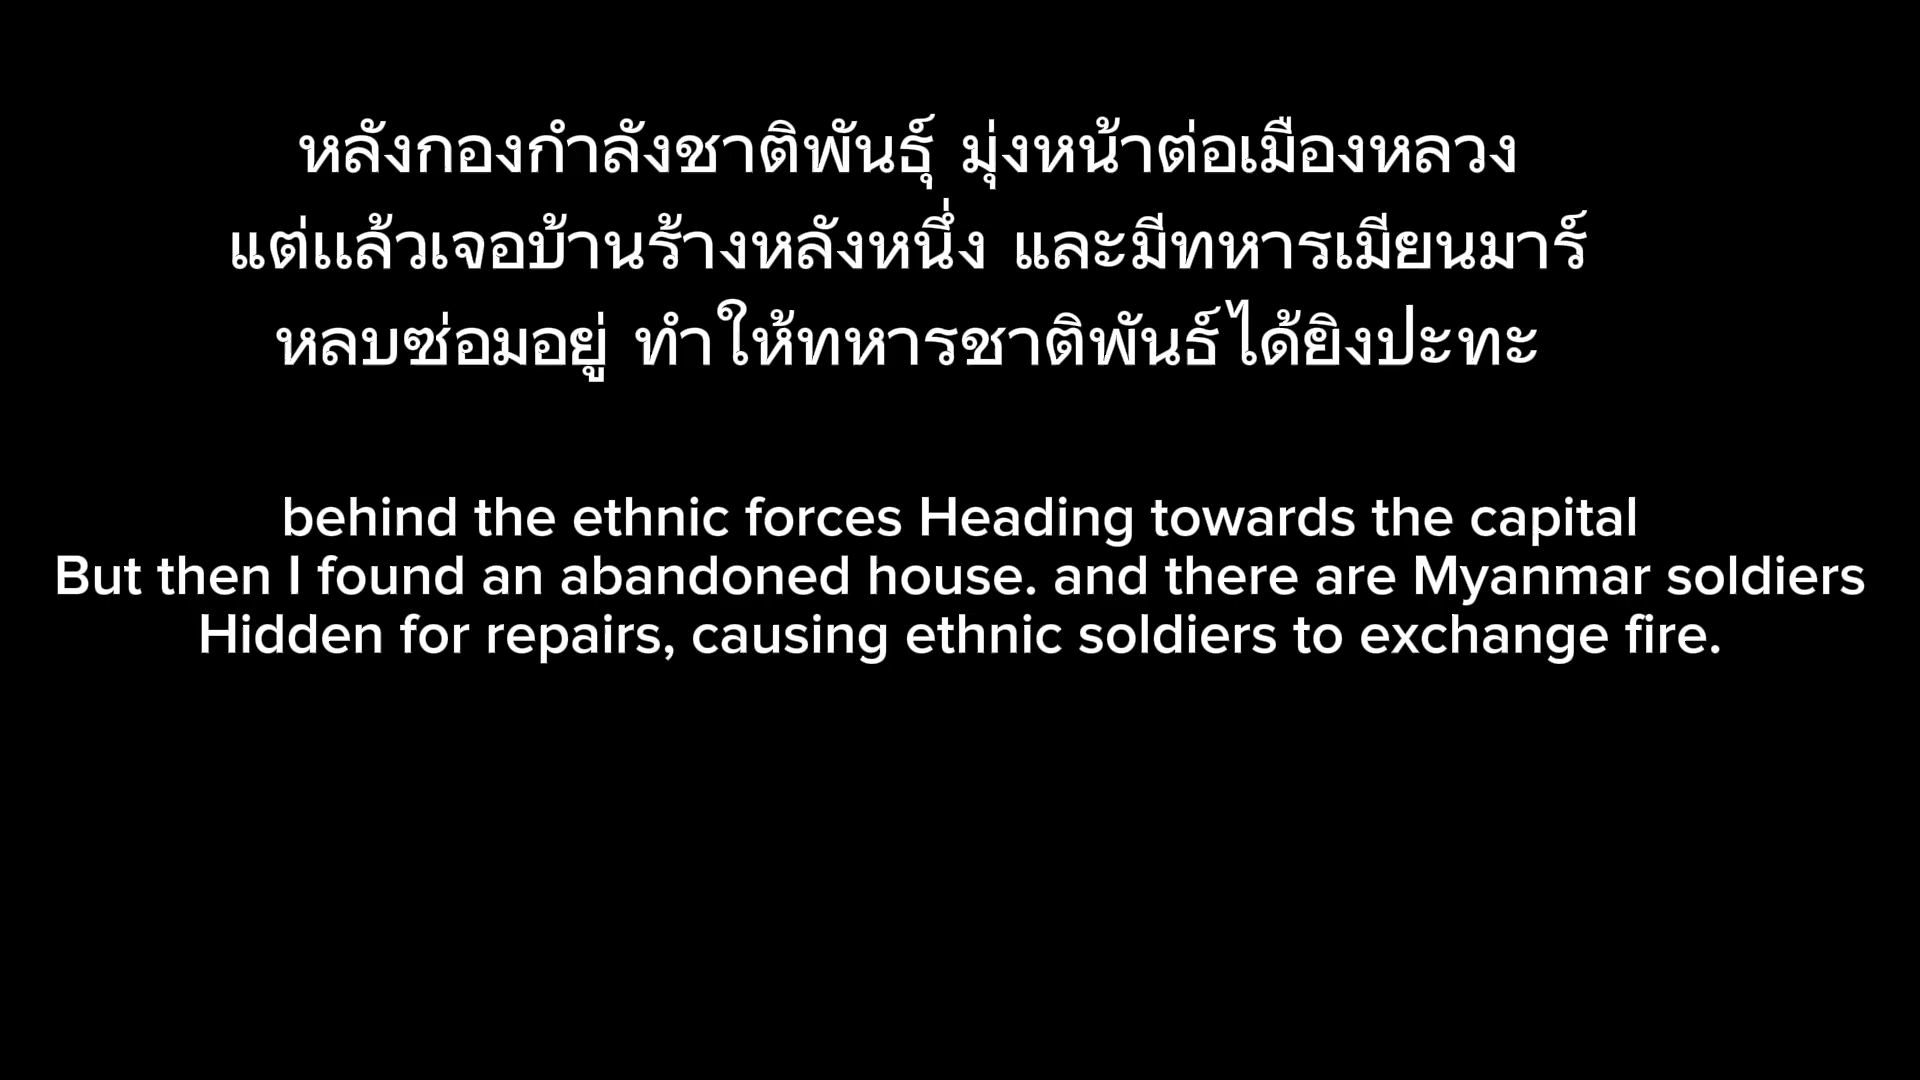 หลังกองกำลังชาติพันธุ์ มุ่งหน้าต่อเมืองหลวง
แต่แล้วเจอบ้านร้างหลังหนึ่ง และมีทหารเมียนมาร์
หลบซ่อมอยู่ ทำให้ทหารชาติพันธ์ได้ยิงปะทะ
behind the ethnic forces Heading towards the capital
But then I found an abandoned house. and there are Myanmar soldiers
Hidden for repairs, causing ethnic soldiers to exchange fire.